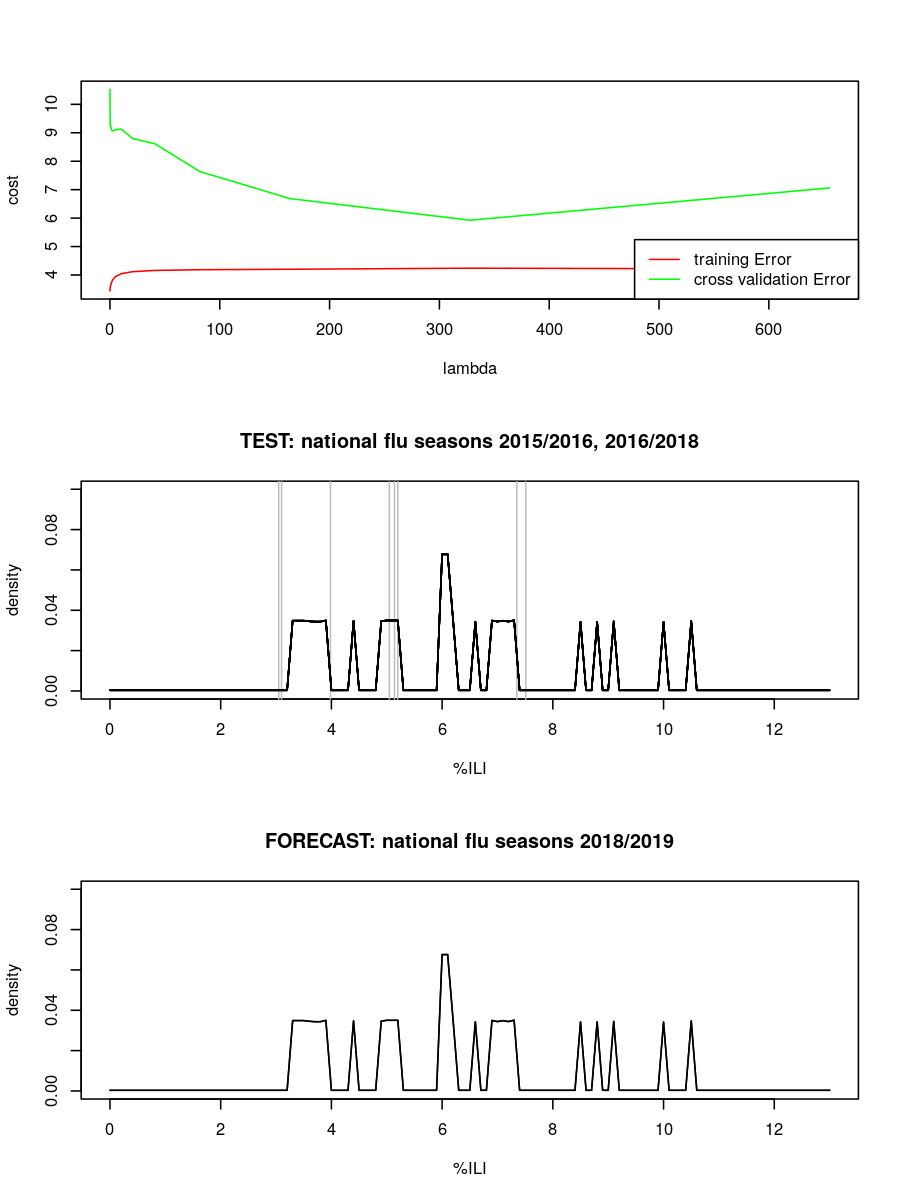 cost
10
9
8
7
6
5
4
training Error
cross validation Error
0 100 200 300 400 500 600
lambda
TEST: national flu seasons 2015/2016, 2016/2018
density
0.08
0.04
0.00
0 2 4 6 8 10 12
%ILI
FORECAST: national flu seasons 2018/2019
density
0.08
0.04
0.00
0 2 4 6 8 10 12
%ILI